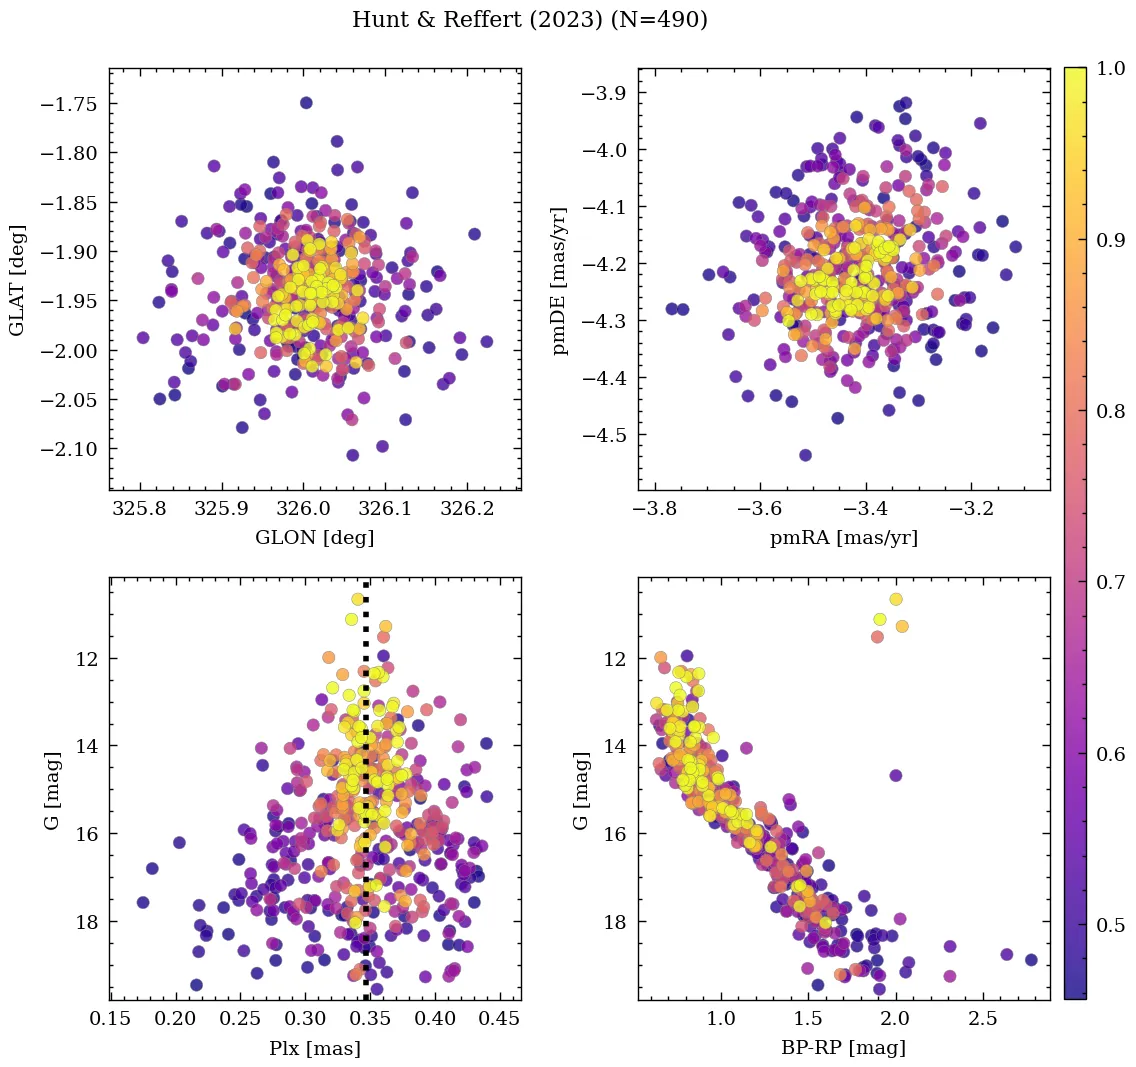 Hunt & Reffert (2023) (N=490)
−1.75
−1.80
−1.85
−1.90
−1.95
−2.00
−2.05
−2.10
GLAT [deg]
325.8 325.9 326.0 326.1 326.2
GLON [deg]
−3.9
−4.0
−4.1
−4.2
−4.3
−4.4
−4.5
pmDE [mas/yr]
−3.8 −3.6 −3.4 −3.2
pmRA [mas/yr]
12
14
16
18
G [mag]
0.15 0.20 0.25 0.30 0.35 0.40 0.45
Plx [mas]
12
14
16
18
G [mag]
1.0 1.5 2.0 2.5
BP-RP [mag]
1.0
0.9
0.8
0.7
0.6
0.5